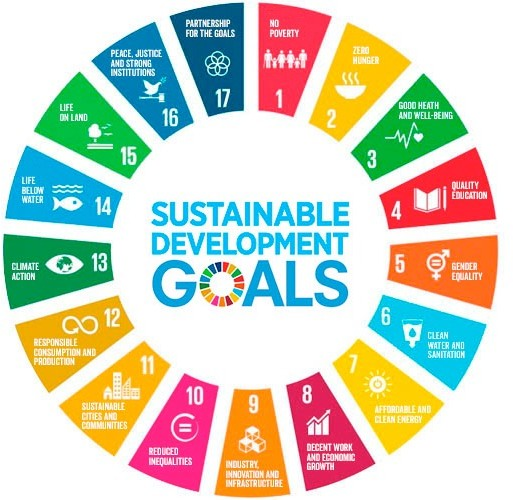 NO
POVERTY
1
ZERO
HUNGER
2
GOOD HEATH
AND WELL-BEING
3
QUALITY
EDUCATION
4
GENDER
EQUALITY
5
CLEAN
WATER AND
SANITATION
6
AFFORDABLE AND
CLEAN ENERGY
7
DECENT WORK
AND ECONOMIC
GROWTH
8
INDUSTRY,
INNOVATION AND
INFRASTRUCTURE
9
REDUCED
INEQUALITIES
10
SUSTAINABLE
CITIES AND
COMMUNITIES
11
RESPONSIBLE
CONSUMPTION AND
PRODUCTION
12
CLIMATE
ACTION
13
LIFE
BELOW
WATER
14
LIFE
ON LAND
15
PEACE, JUSTICE
AND STRONG
INSTITUTIONS
16
PARTNERSHIP
FOR THE GOALS
17
SUSTAINABLE
DEVELOPMENT
GOALS